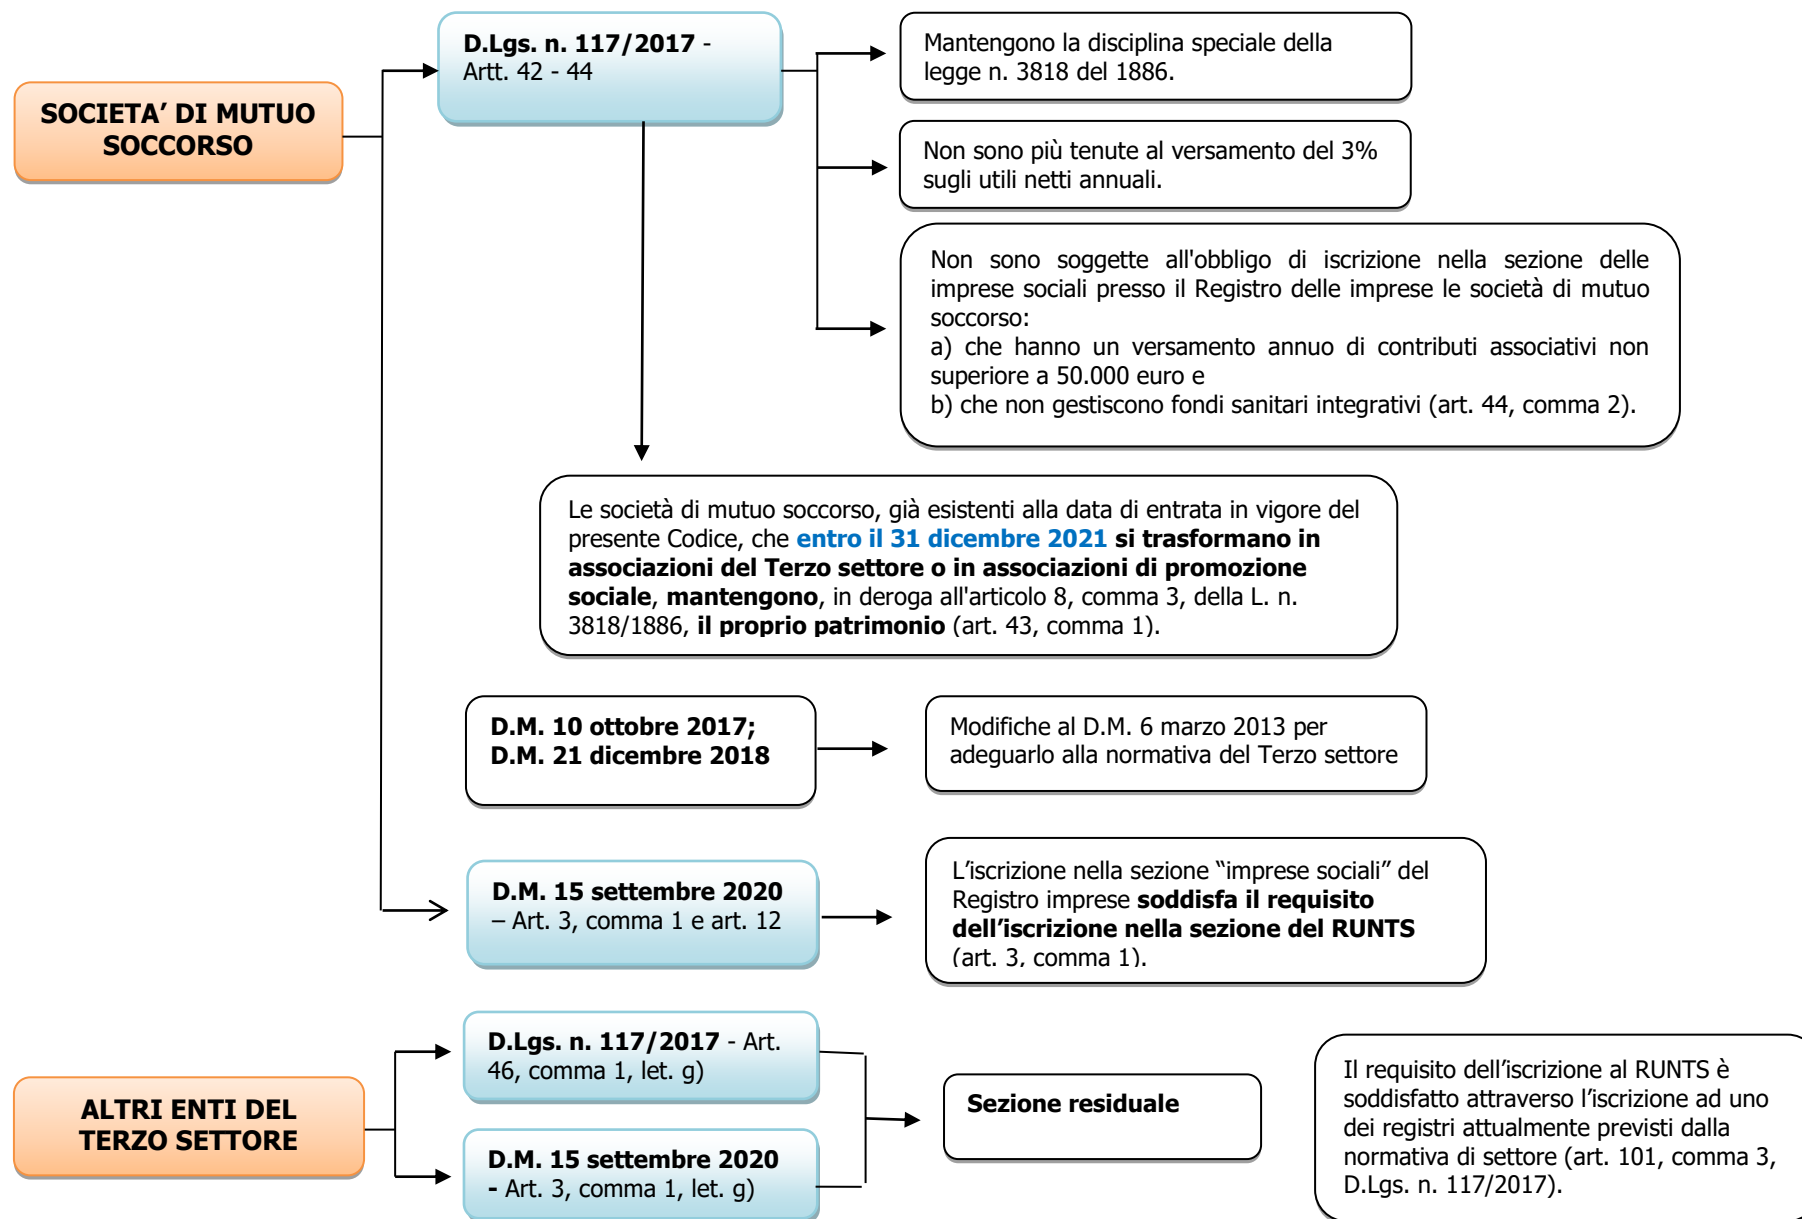 SOCIETA’ DI MUTUO
SOCCORSO
D.Lgs. n. 117/2017 -
Artt. 42 - 44
Mantengono la disciplina speciale della
legge n. 3818 del 1886.
Non sono più tenute al versamento del 3%
sugli utili netti annuali.
Non sono soggette all'obbligo di iscrizione nella sezione delle
imprese sociali presso il Registro delle imprese le società di mutuo
soccorso:
a) che hanno un versamento annuo di contributi associativi non
superiore a 50.000 euro e
b) che non gestiscono fondi sanitari integrativi (art. 44, comma 2).
Le società di mutuo soccorso, già esistenti alla data di entrata in vigore del
presente Codice, che entro il 31 dicembre 2021 si trasformano in
associazioni del Terzo settore o in associazioni di promozione
sociale, mantengono, in deroga all'articolo 8, comma 3, della L. n.
3818/1886, il proprio patrimonio (art. 43, comma 1).
D.M. 10 ottobre 2017;
D.M. 21 dicembre 2018
Modifiche al D.M. 6 marzo 2013 per
adeguarlo alla normativa del Terzo settore
D.M. 15 settembre 2020
– Art. 3, comma 1 e art. 12
L’iscrizione nella sezione “imprese sociali” del
Registro imprese soddisfa il requisito
dell’iscrizione nella sezione del RUNTS
(art. 3, comma 1).
ALTRI ENTI DEL
TERZO SETTORE
D.Lgs. n. 117/2017 - Art.
46, comma 1, let. g)
D.M. 15 settembre 2020
- Art. 3, comma 1, let. g)
Sezione residuale
Il requisito dell’iscrizione al RUNTS è
soddisfatto attraverso l’iscrizione ad uno
dei registri attualmente previsti dalla
normativa di settore (art. 101, comma 3,
D.Lgs. n. 117/2017).